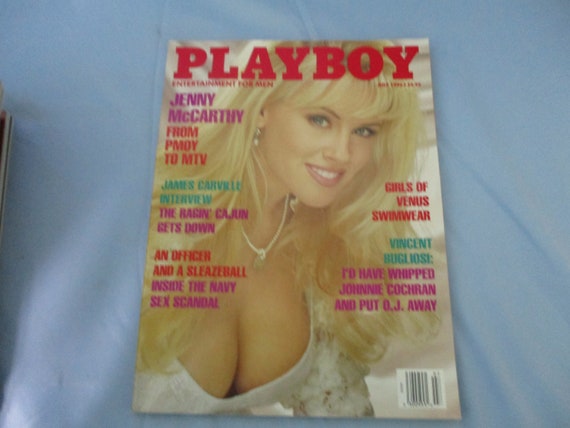 PLAYBOY
ENTERTAINMENT FOR MEN
JENNY
McCARTHY
FROM
PMOY
TO MTV
JAMES CARVILLE
INTERVIEW
THE RAGIN' CAJUN
GETS DOWN
AN OFFICER
AND A SLEAZEBALL
INSIDE THE NAVY
SEX SCANDAL
GIRLS OF
VENUS
SWIMWEAR
VINCENT
BUGLIOSI:
I'D HAVE WHIPPED
JOHNNIE COCHRAN
AND PUT O.J. AWAY